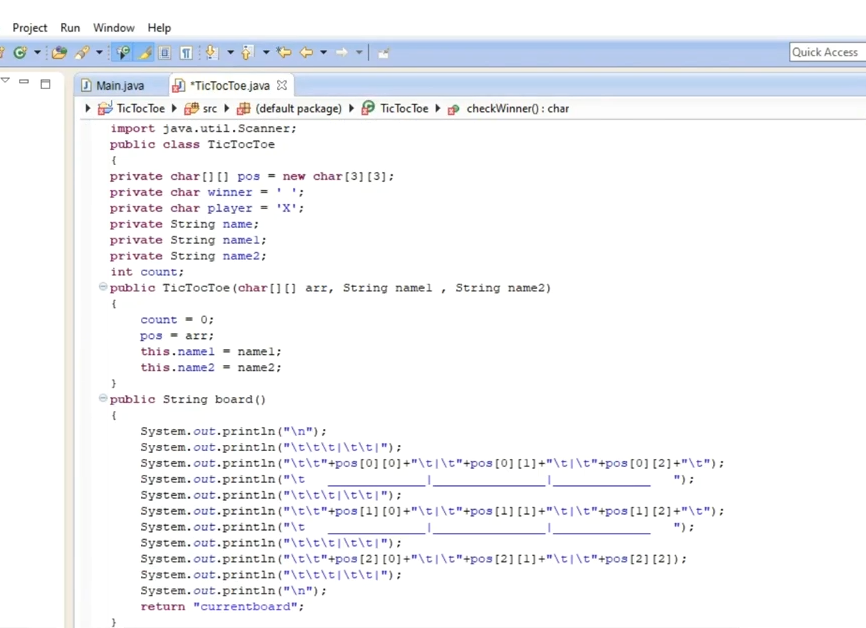 Project Run Window Help
Quick Access
Main.java *TicTocToe.java
TicTocToe src (default package) TicTocToe checkWinner() : char
import java.util.Scanner;
public class TicTocToe
{
private char[][] pos = new char[3][3];
private char winner = ' ';
private char player = 'X';
private String name;
private String name1;
private String name2;
int count;
public TicTocToe(char[][] arr, String name1 , String name2)
{
count = 0;
pos = arr;
this.name1 = name1;
this.name2 = name2;
}
public String board()
{
System.out.println("\n");
System.out.println("\t\t\t|\t\t|");
System.out.println("\t\t"+pos[0][0]+"\t|\t"+pos[0][1]+"\t|\t"+pos[0][2]+"\t");
System.out.println("\t _____________|_______________|_____________ ");
System.out.println("\t\t\t|\t\t|");
System.out.println("\t\t"+pos[1][0]+"\t|\t"+pos[1][1]+"\t|\t"+pos[1][2]+"\t");
System.out.println("\t _____________|_______________|_____________ ");
System.out.println("\t\t\t|\t\t|");
System.out.println("\t\t"+pos[2][0]+"\t|\t"+pos[2][1]+"\t|\t"+pos[2][2]);
System.out.println("\t\t\t|\t\t|");
System.out.println("\n");
return "currentboard";
}